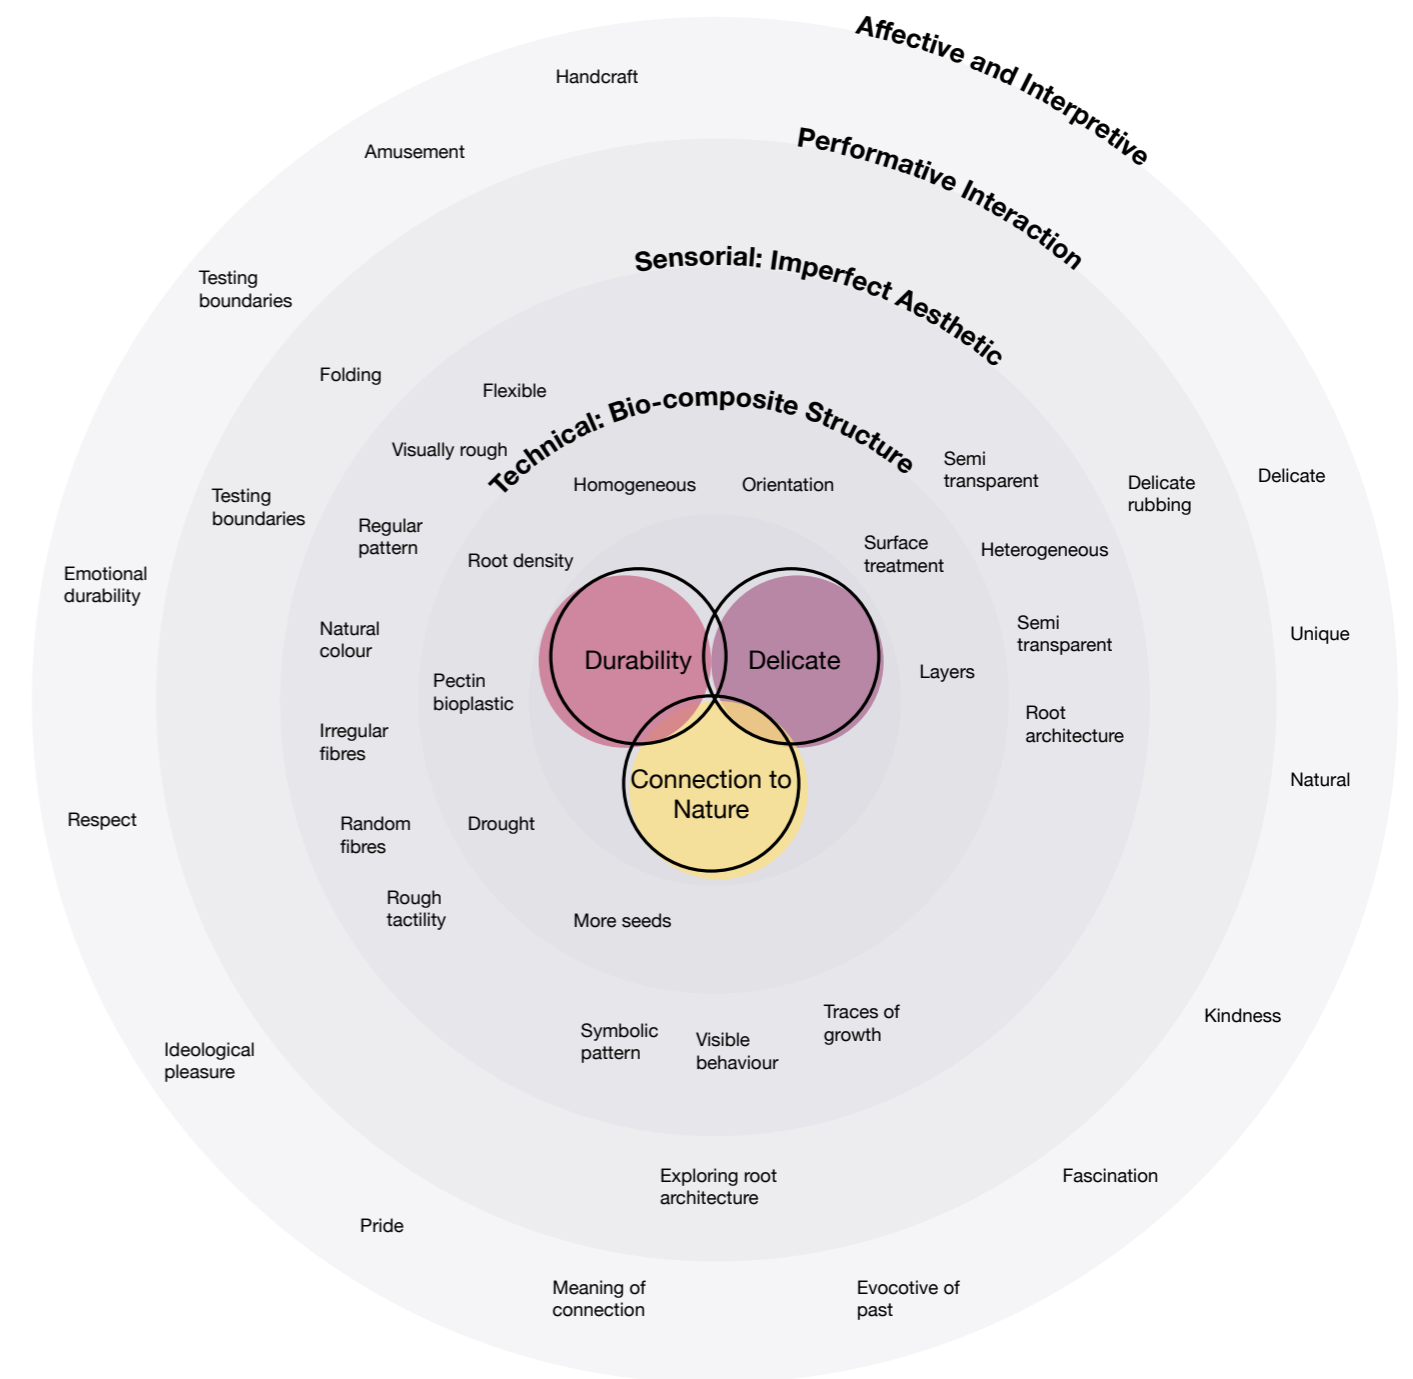 Affective and Interpretive
Handcraft
Performative Interaction
Amusement
Sensorial: Imperfect Aesthetic
Testing
boundaries
Folding
Flexible
Technical: Bio-composite Structure
Visually rough
Semi
transparent
Homogeneous
Orientation
Delicate
rubbing
Delicate
Testing
boundaries
Regular
pattern
Root density
Surface
treatment
Heterogeneous
Emotional
durability
Natural
colour
Durability
Delicate
Semi
transparent
Unique
Layers
Pectin
bioplastic
Root
architecture
Irregular
fibres
Connection to
Nature
Natural
Respect
Random
fibres
Drought
Rough
tactility
More seeds
Traces of
growth
Kindness
Symbolic
pattern
Visible
behaviour
Ideological
pleasure
Exploring root
architecture
Fascination
Pride
Meaning of
connection
Evocotive of
past